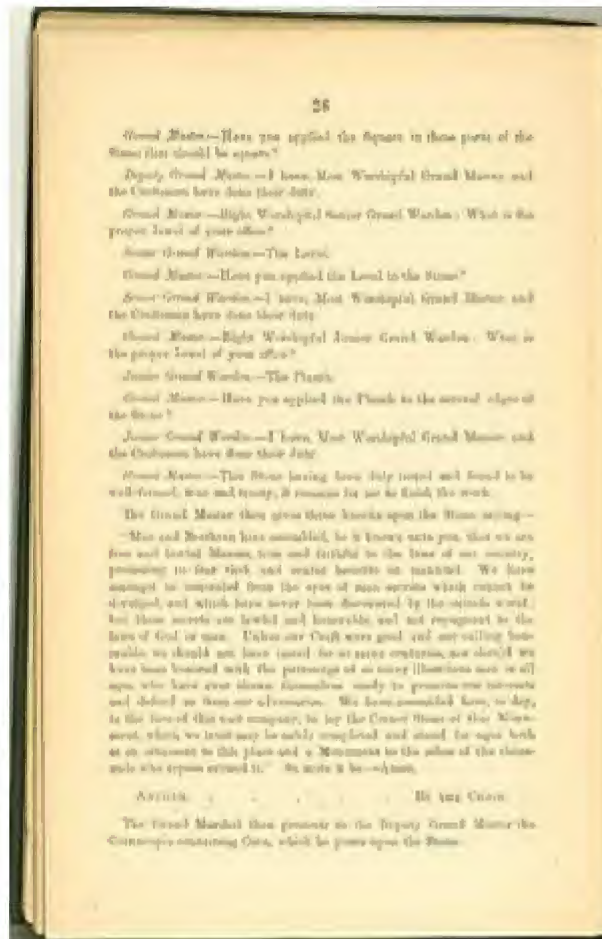 26
Grand Master.—Have you applied the Square to those parts of the
Stone that should be square?
Deputy Grand Master.—I have, Most Worshipful Grand Master and
the Craftsmen have done their duty.
Grand Master.—Right Worshipful Senior Grand Warden: What is the
proper Jewel of your office?
Senior Grand Warden.—The Level.
Grand Master.—Have you applied the Level to the Stone?
Senior Grand Warden.—I have, Most Worshipful Grand Master and
the Craftsmen have done their duty.
Grand Master.—Right Worshipful Junior Grand Warden: What is
the proper Jewel of your office?
Junior Grand Warden.—The Plumb.
Grand Master.—Have you applied the Plumb to the several edges of
the Stone?
Junior Grand Warden.—I have, Most Worshipful Grand Master and
the Craftsmen have done their duty.
Grand Master.—This Stone having been duly tested and found to be
well-formed, true and trusty, it remains for me to finish the work.
The Grand Master then gives three knocks upon the Stone saying—
Men and Brethren here assembled, be it known unto you, that we are
free and lawful Masons, true and faithful to the laws of our country,
professing to fear God and confer benefits on mankind. We have
amongst us concealed from the eyes of men secrets which cannot be
divulged, and which have never been discovered by the outside world,
but these secrets are lawful and honorable and not repugnant to the
laws of God or man. Unless our Craft were good and our calling hon-
orable, we should not have lasted for so many centuries, nor should we
have been honored with the patronage of so many illustrious men in all
ages, who have ever shown themselves ready to promote our interests
and defend us from our adversaries. We have assembled here, to-day,
in the face of this vast company, to lay the Corner Stone of this Monu-
ment, which we trust may be safely completed and stand for ages both
as an ornament to this place and a Monument to the
who repose around it. So mote it be.—Amen.
Anthem, . . . . By the Choir
The Grand Marshal then presents to the Deputy Grand Master the
Cornucopia containing Corn, which he pours upon the Stone.